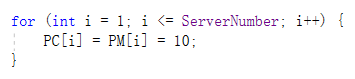 for (int i = 1; i <= ServerNumber; i++) {
    PC[i] = PM[i] = 10;
}